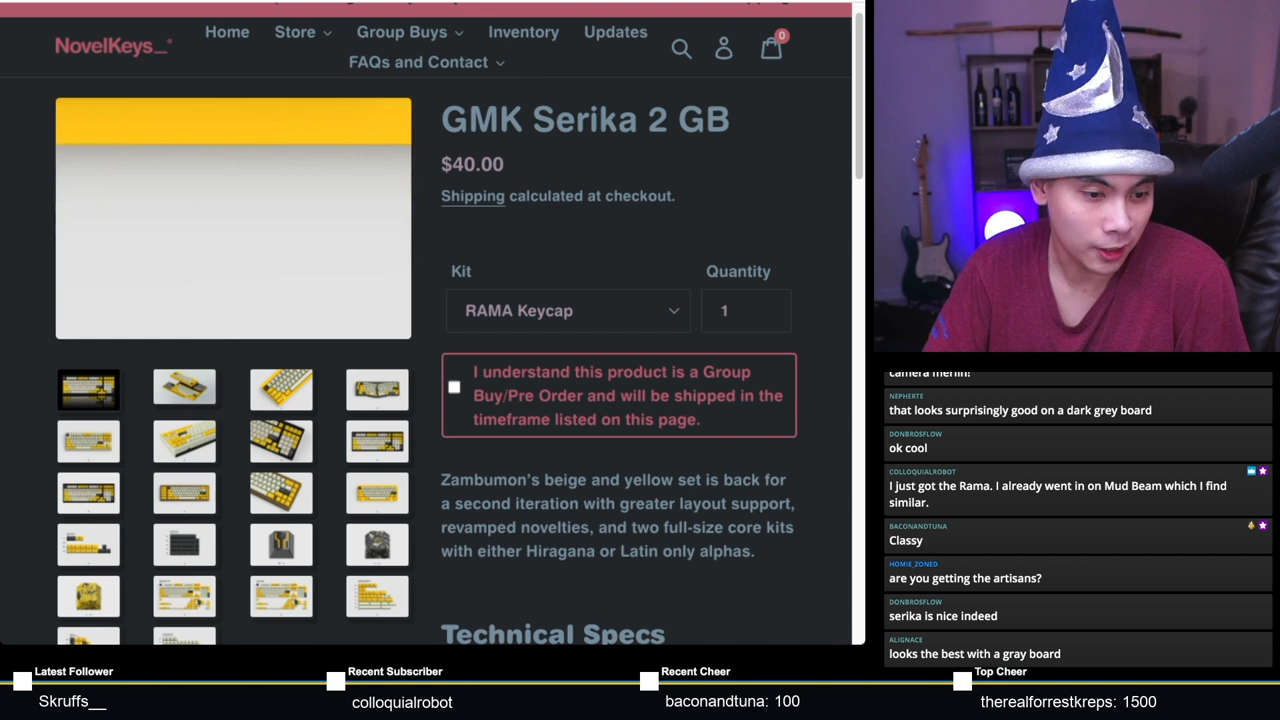 Home
Store
Group Buys
Inventory
Updates
NovelKeys_
FAQs and Contact
0
GMK Serika 2 GB
$40.00
Shipping calculated at checkout.
Kit
Quantity
RAMA Keycap
1
I understand this product is a Group
Buy/Pre Order and will be shipped in the
timeframe listed on this page.
Zambumon's beige and yellow set is back for
a second iteration with greater layout support,
revamped novelties, and two full-size core kits
with either Hiragana or Latin only alphas.
Technical Specs
camera merlin!
NEPHERTE
that looks surprisingly good on a dark grey board
DONBROSFLOW
ok cool
COLLOQUIALROBOT
I just got the Rama. I already went in on Mud Beam which I find
similar.
BACONANDTUNA
Classy
HOMIE_ZONED
are you getting the artisans?
DONBROSFLOW
serika is nice indeed
ALIGNACE
looks the best with a gray board
Latest Follower
Skruffs__
Recent Subscriber
colloquialrobot
Recent Cheer
baconandtuna: 100
Top Cheer
therealforrestkreps: 1500